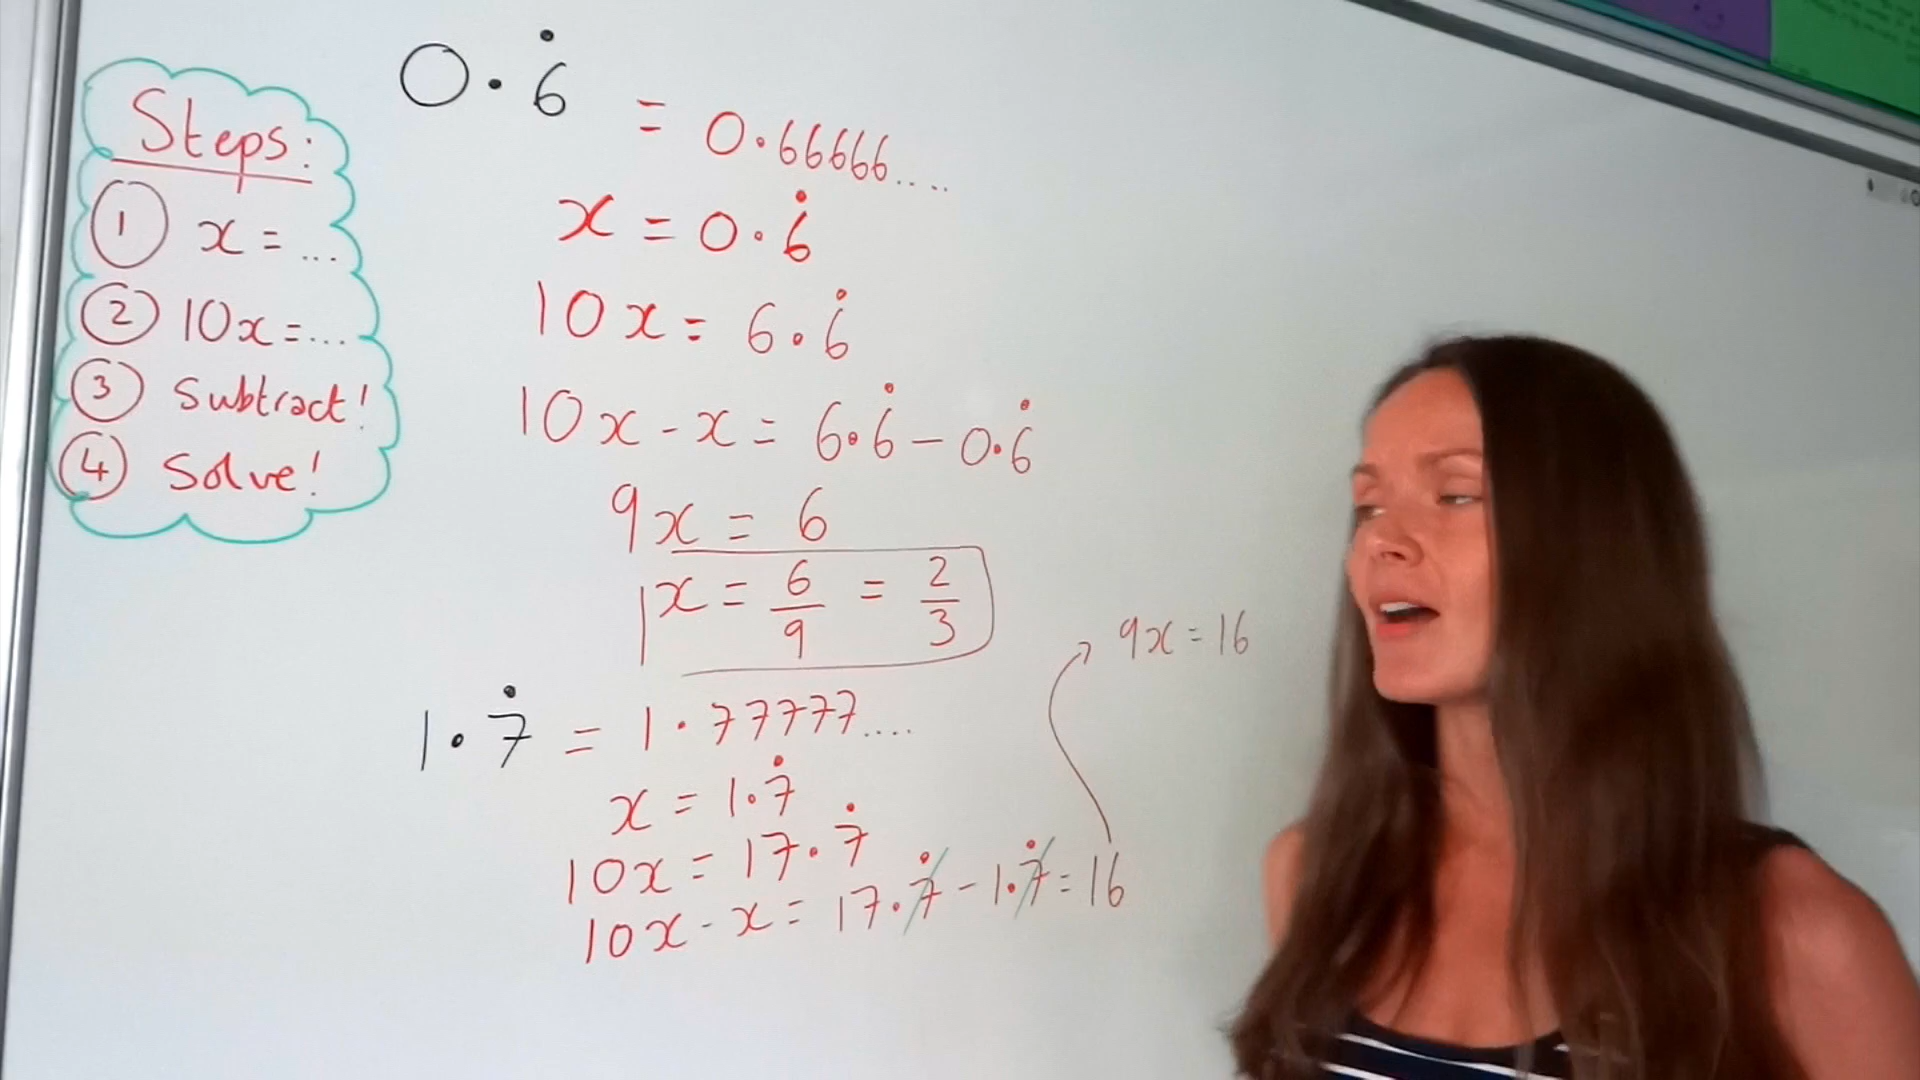 Steps:
① x = ...
② 10x = ...
③ Subtract!
④ Solve!
0.6̇ = 0.66666....
x = 0.6̇
10x = 6.6̇
10x - x = 6.6̇ - 0.6̇
9x = 6
x = 6/9 = 2/3
1.7̇ = 1.77777....
x = 1.7̇
10x = 17.7̇
10x - x = 17.7̇ - 1.7̇ = 16
9x = 16